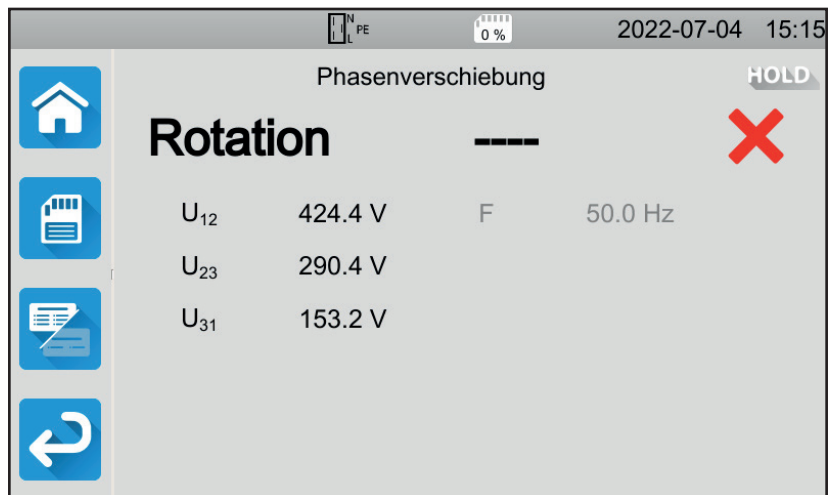 N
L PE
0 %
2022-07-04 15:15
Phasenverschiebung
HOLD
Rotation ----
U12 424.4 V F 50.0 Hz
U23 290.4 V
U31 153.2 V